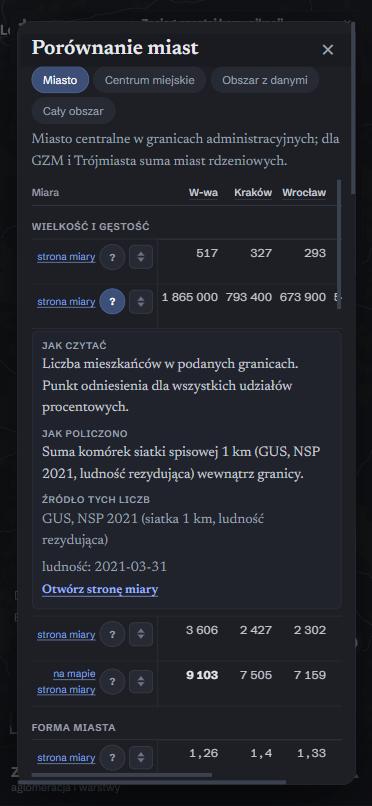 Porównanie miast
Miasto Centrum miejskie Obszar z danymi
Cały obszar
Miasto centralne w granicach administracyjnych; dla
GZM i Trójmiasta suma miast rdzeniowych.
Miara W-wa Kraków Wrocław
WIELKOŚĆ I GĘSTOŚĆ
strona miary ? 517 327 293
strona miary ? 1 865 000 793 400 673 900
JAK CZYTAĆ
Liczba mieszkańców w podanych granicach.
Punkt odniesienia dla wszystkich udziałów
procentowych.
JAK POLICZONO
Suma komórek siatki spisowej 1 km (GUS, NSP
2021, ludność rezydująca) wewnątrz granicy.
ŹRÓDŁO TYCH LICZB
GUS, NSP 2021 (siatka 1 km, ludność
rezydująca)
ludność: 2021-03-31
Otwórz stronę miary
strona miary ? 3 606 2 427 2 302
na mapie
strona miary ? 9 103 7 505 7 159
FORMA MIASTA
strona miary ? 1,26 1,4 1,33
aglomeracja i warstwy